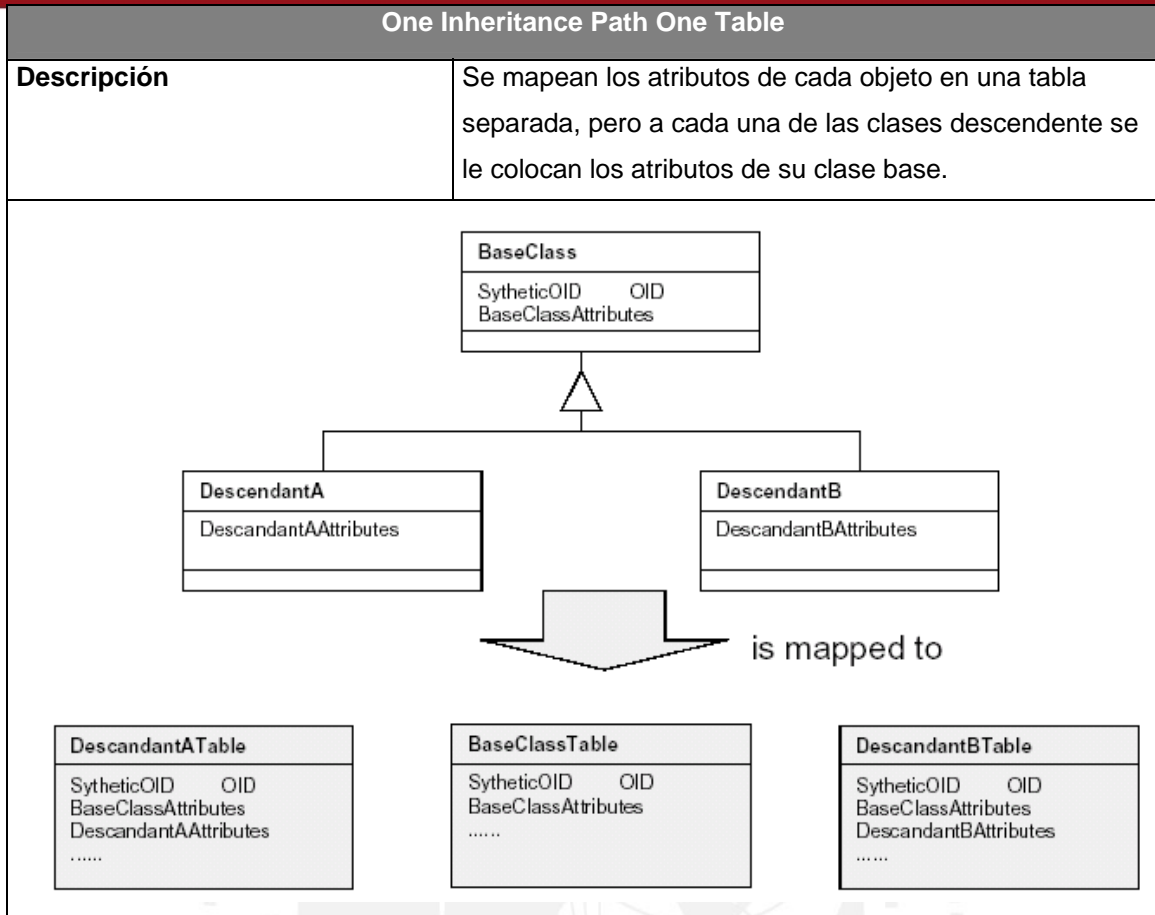 One Inheritance Path One Table
Descripción
Se mapean los atributos de cada objeto en una tabla
separada, pero a cada una de las clases descendente se
le colocan los atributos de su clase base.
BaseClass
SytheticOID OID
BaseClassAttributes
DescendantA
DescandantAAttributes
DescendantB
DescandantBAttributes
is mapped to
DescandantATable
SytheticOID OID
BaseClassAttributes
DescandantAAttributes
......
BaseClassTable
SytheticOID OID
BaseClassAttributes
......
DescandantBTable
SytheticOID OID
BaseClassAttributes
DescandantBAttributes
......